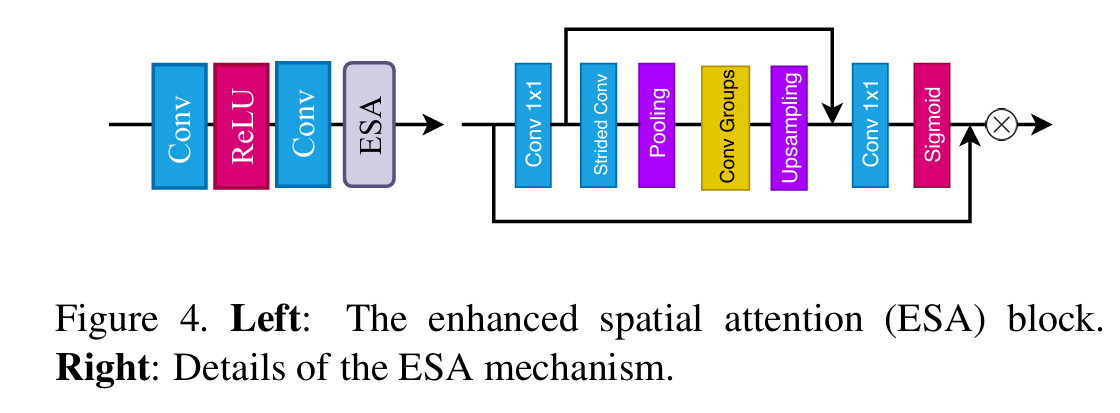 Conv
ReLU
Conv
ESA
Conv 1x1
Strided Conv
Pooling
Conv Groups
Upsampling
Conv 1x1
Sigmoid
Figure 4. Left: The enhanced spatial attention (ESA) block.
Right: Details of the ESA mechanism.